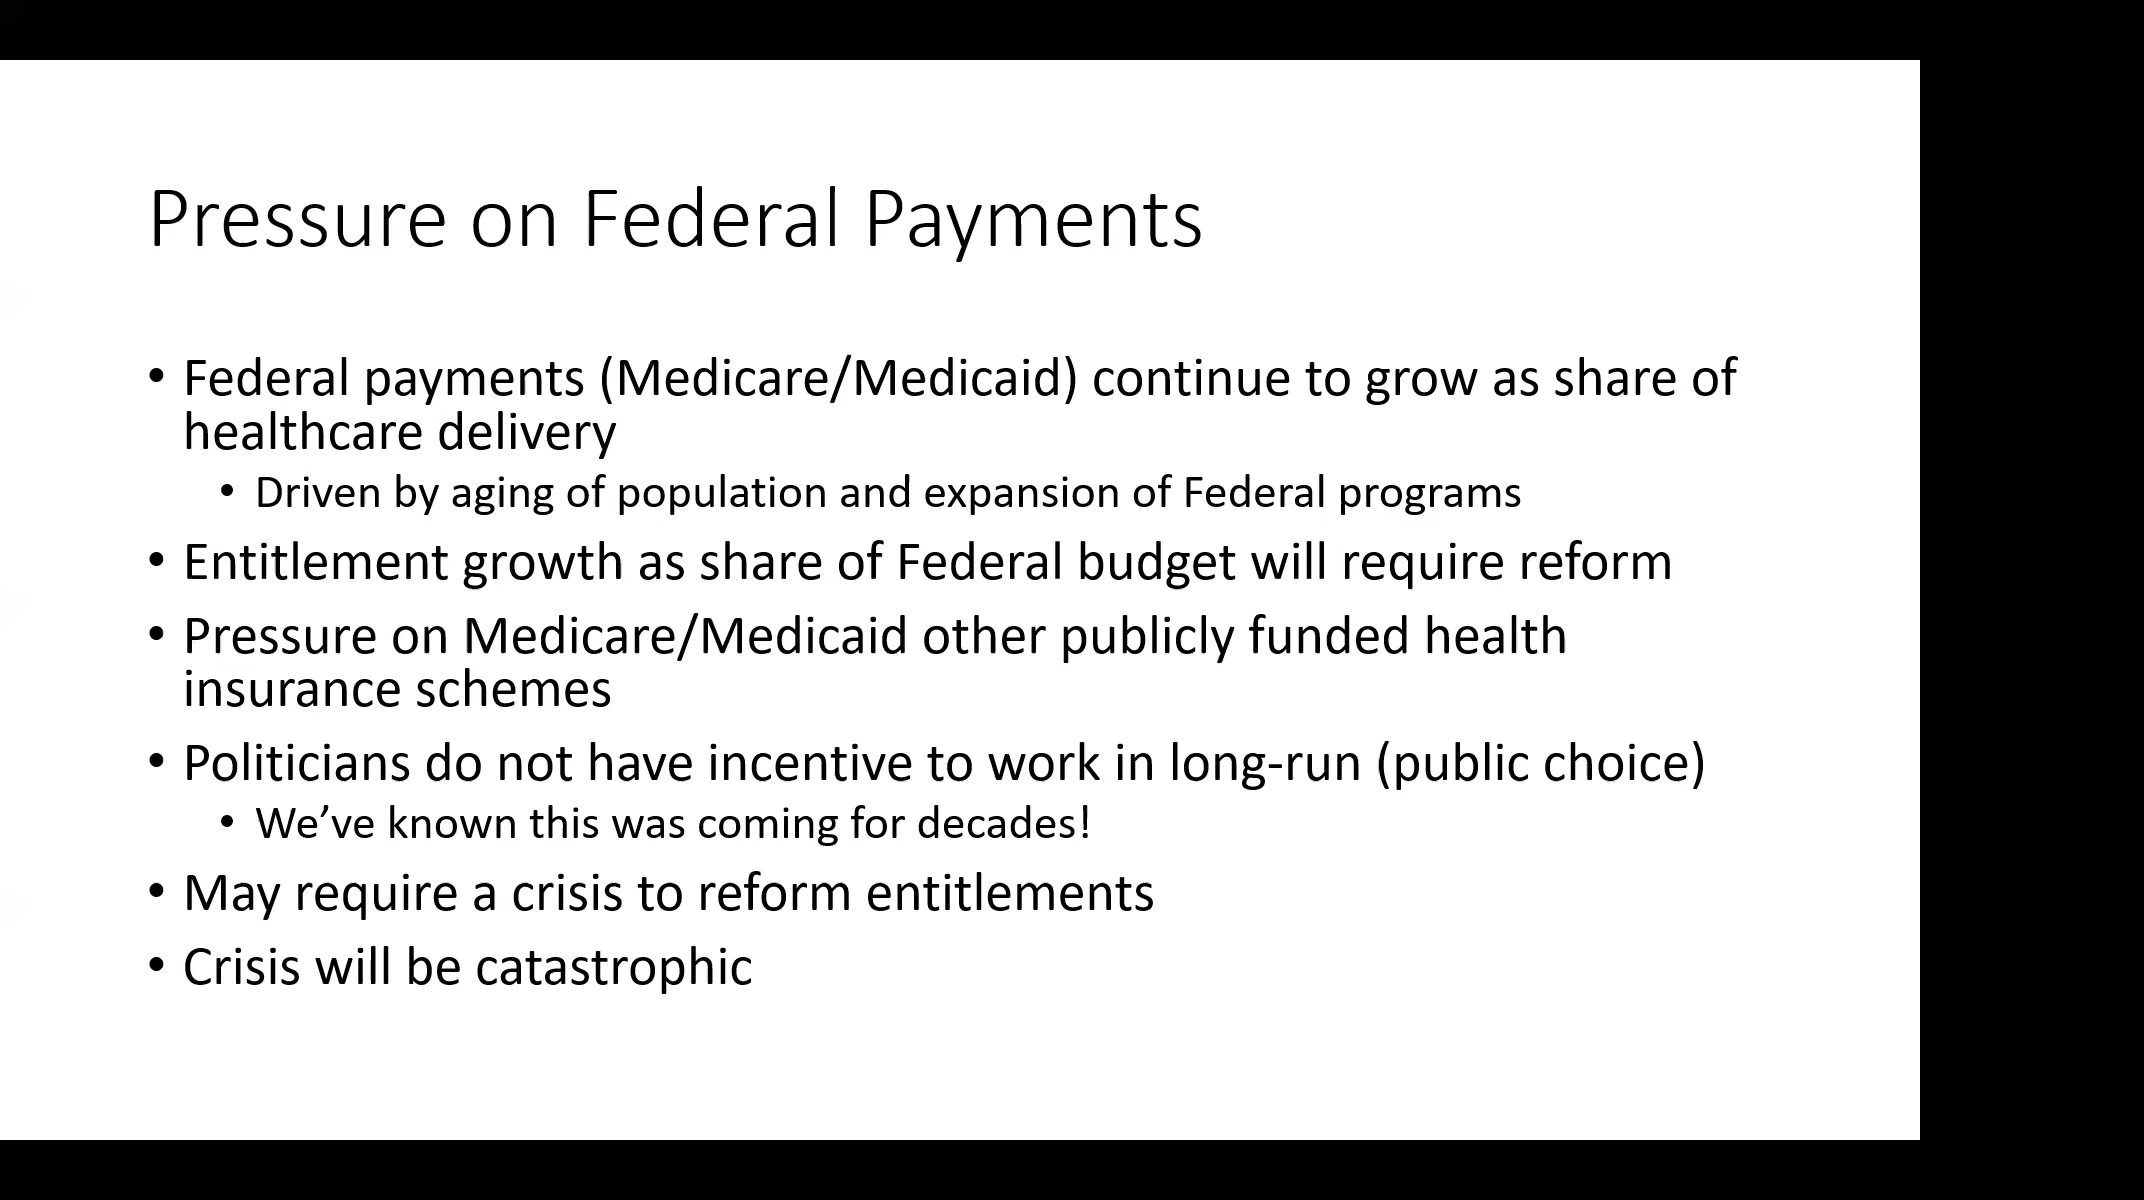 Pressure on Federal Payments
• Federal payments (Medicare/Medicaid) continue to grow as share of
healthcare delivery
• Driven by aging of population and expansion of Federal programs
• Entitlement growth as share of Federal budget will require reform
• Pressure on Medicare/Medicaid other publicly funded health
insurance schemes
• Politicians do not have incentive to work in long-run (public choice)
• We’ve known this was coming for decades!
• May require a crisis to reform entitlements
• Crisis will be catastrophic